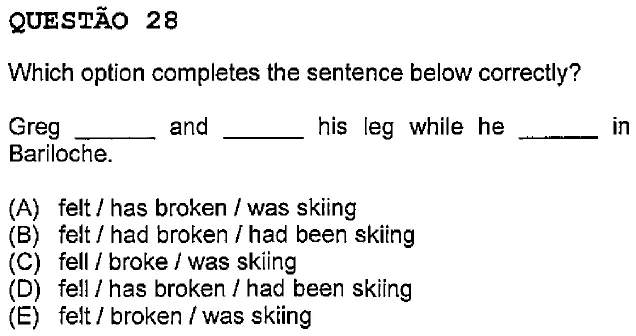 QUESTÃO 28
Which option completes the sentence below correctly?
Greg ______ and ______ his leg while he ______ in
Bariloche.
(A) felt / has broken / was skiing
(B) felt / had broken / had been skiing
(C) fell / broke / was skiing
(D) fell / has broken / had been skiing
(E) felt / broken / was skiing